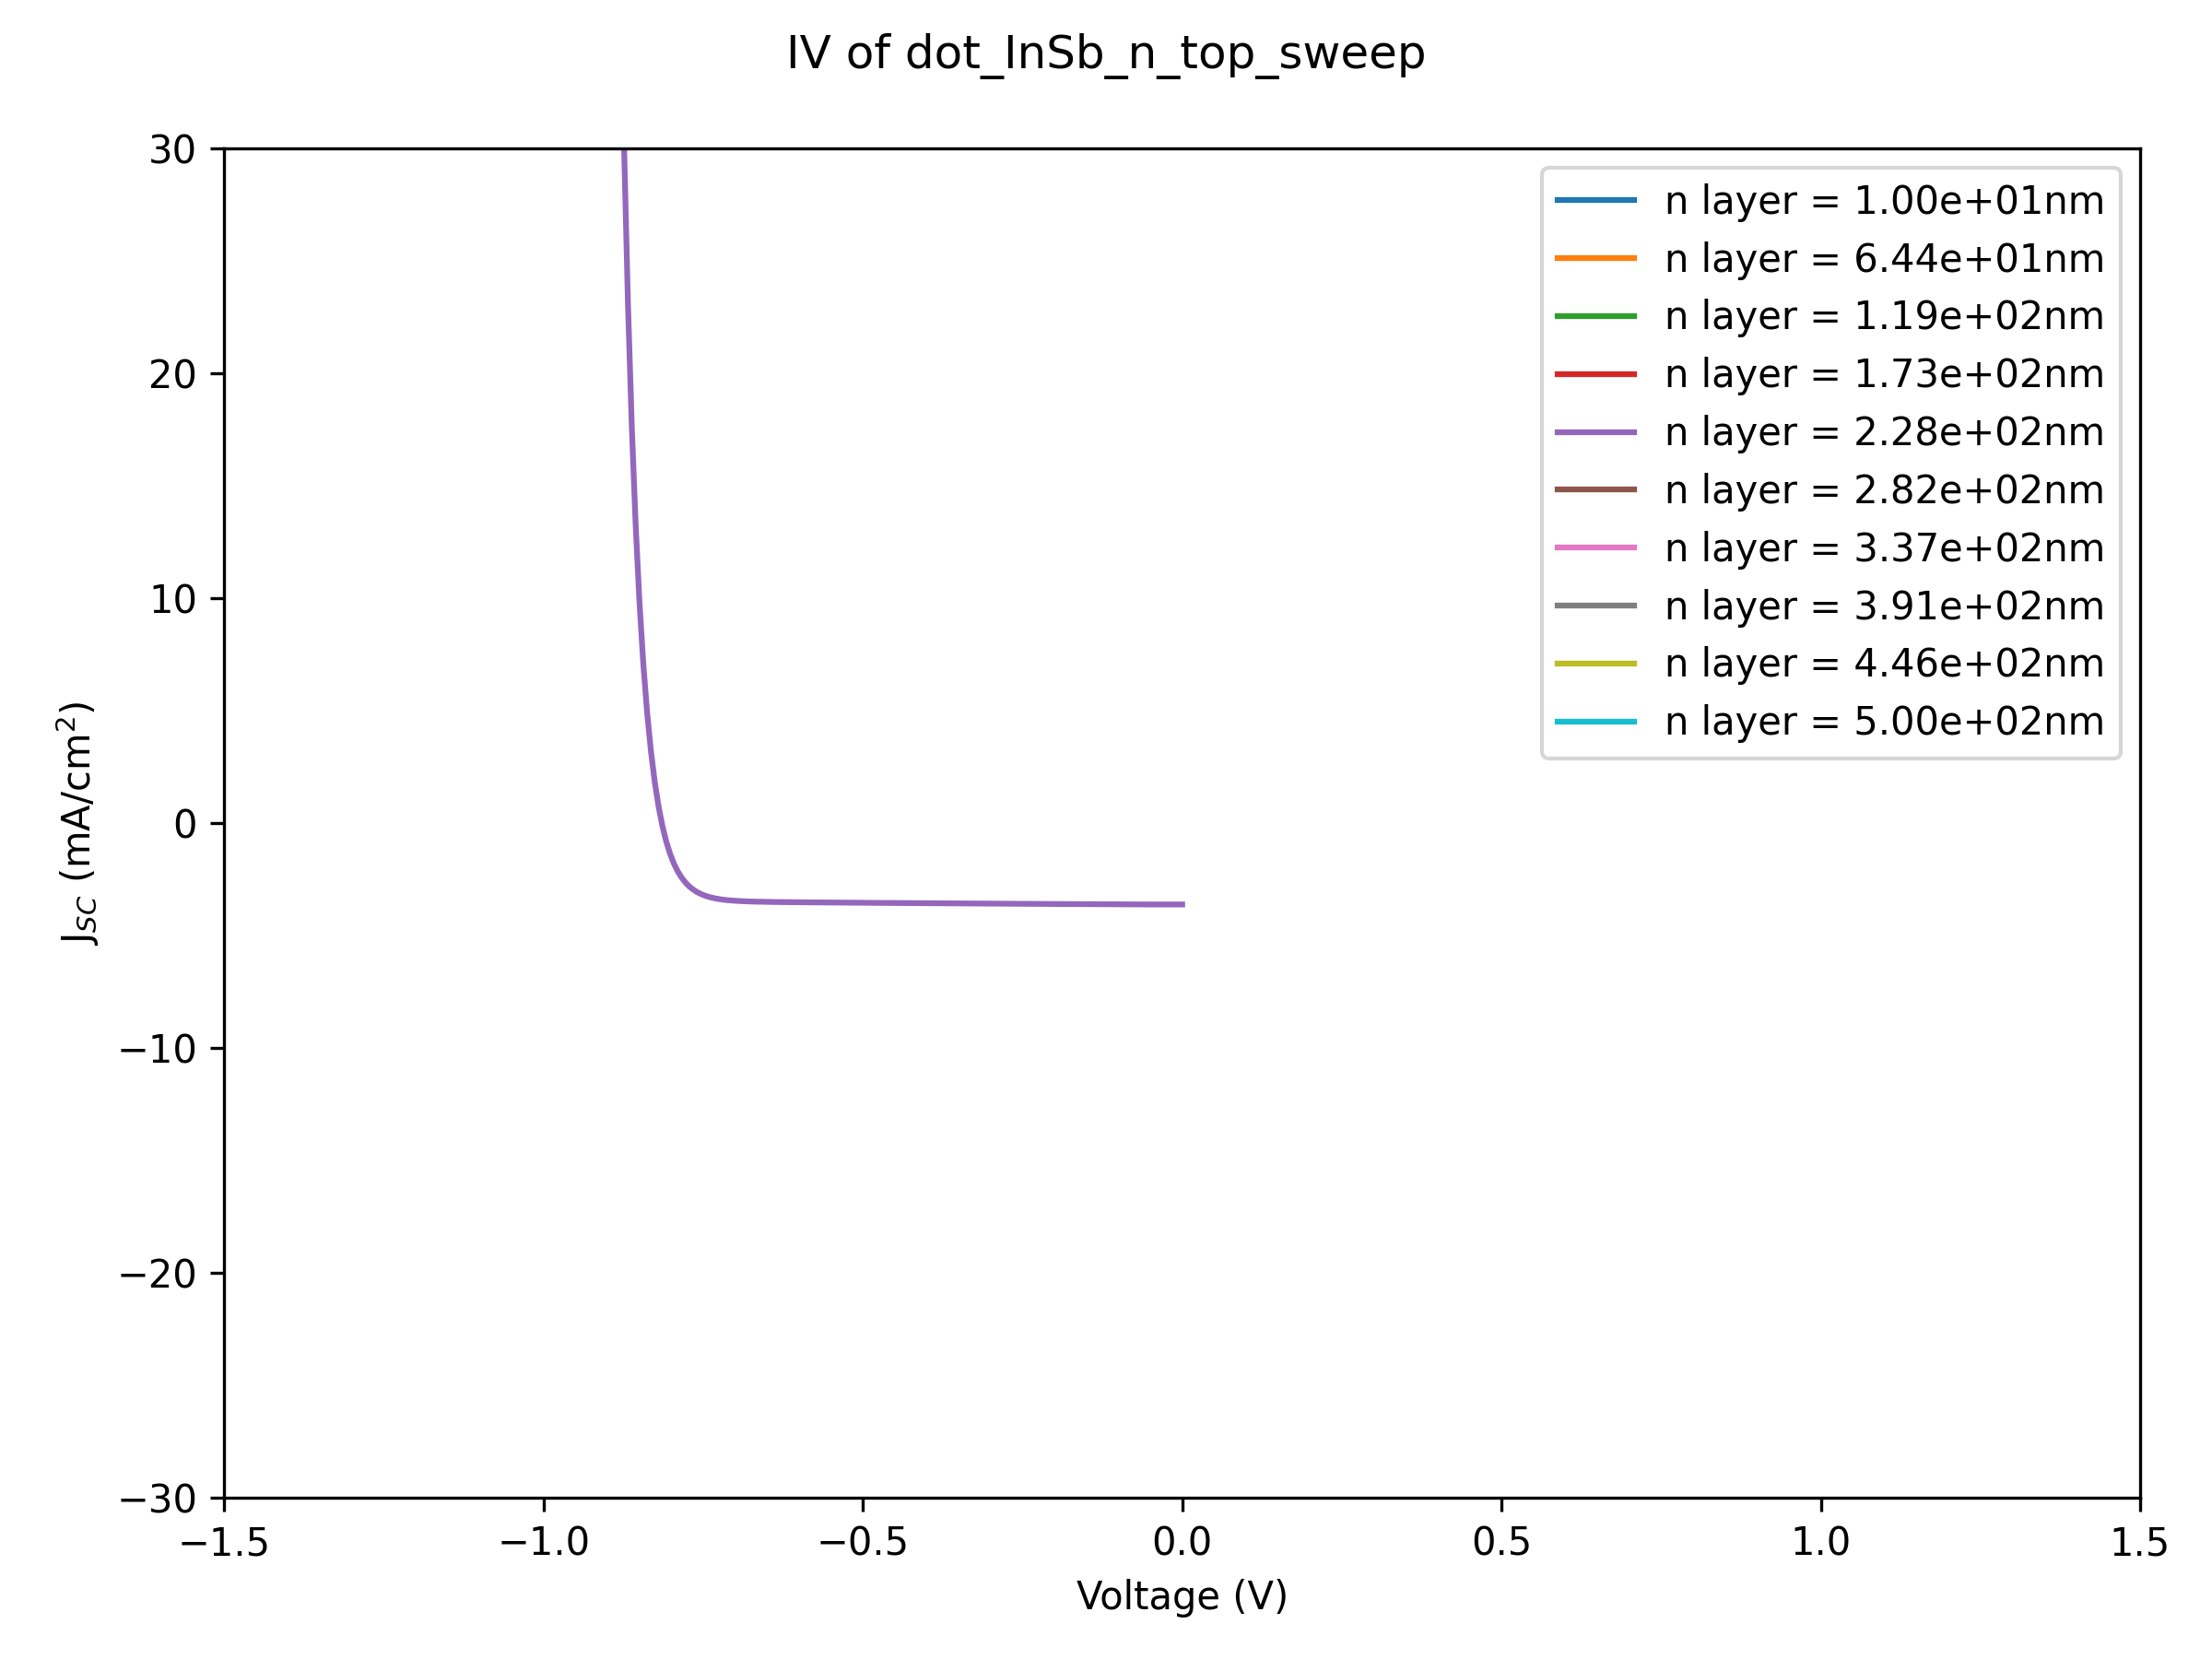 IV of dot_InSb_n_top_sweep
30
20
10
0
−10
−20
−30
J_SC (mA/cm²)
n layer = 1.00e+01nm
n layer = 6.44e+01nm
n layer = 1.19e+02nm
n layer = 1.73e+02nm
n layer = 2.28e+02nm
n layer = 2.82e+02nm
n layer = 3.37e+02nm
n layer = 3.91e+02nm
n layer = 4.46e+02nm
n layer = 5.00e+02nm
−1.5 −1.0 −0.5 0.0 0.5 1.0 1.5
Voltage (V)